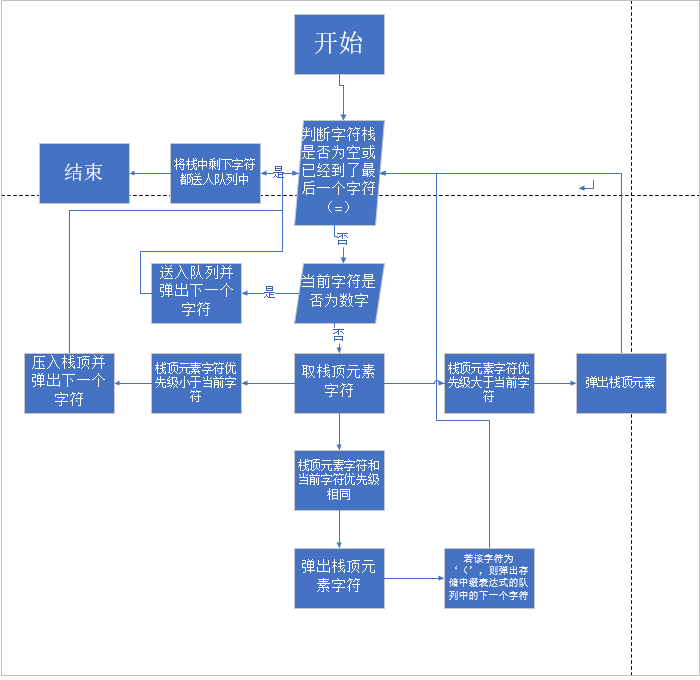 开始
判断字符栈
是否为空或
已经到了最
后一个字符
（=）
是
将栈中剩下字符
都送人队列中
结束
否
当前字符是
否为数字
是
送入队列并
弹出下一个
字符
否
取栈顶元素
字符
栈顶元素字符优
先级小于当前字
符
压入栈顶并
弹出下一个
字符
栈顶元素字符优
先级大于当前字
符
弹出栈顶元素
栈顶元素字符和
当前字符优先级
相同
弹出栈顶元
素字符
若该字符为
‘（’，则弹出存
储中缀表达式的队
列中的下一个字符